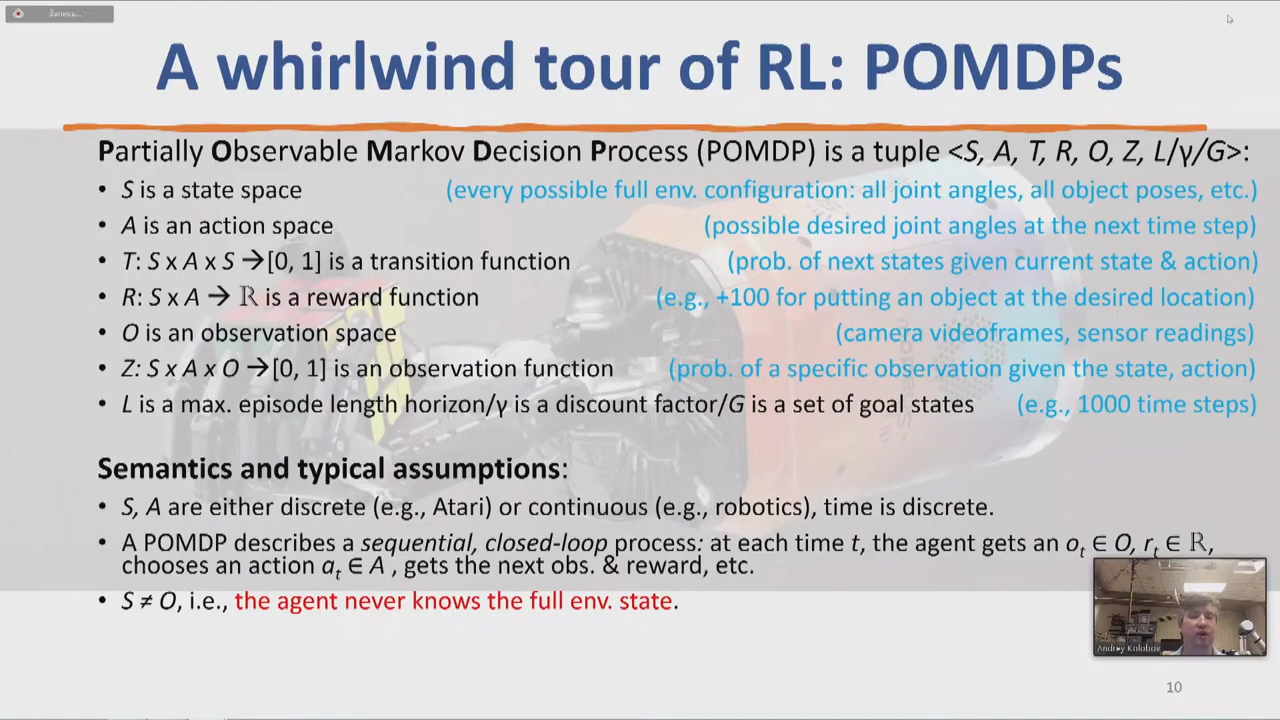 Запись...
A whirlwind tour of RL: POMDPs
Partially Observable Markov Decision Process (POMDP) is a tuple <S, A, T, R, O, Z, L/γ/G>:
• S is a state space (every possible full env. configuration: all joint angles, all object poses, etc.)
• A is an action space (possible desired joint angles at the next time step)
• T: S x A x S →[0, 1] is a transition function (prob. of next states given current state & action)
• R: S x A → ℝ is a reward function (e.g., +100 for putting an object at the desired location)
• O is an observation space (camera videoframes, sensor readings)
• Z: S x A x O →[0, 1] is an observation function (prob. of a specific observation given the state, action)
• L is a max. episode length horizon/γ is a discount factor/G is a set of goal states (e.g., 1000 time steps)
Semantics and typical assumptions:
• S, A are either discrete (e.g., Atari) or continuous (e.g., robotics), time is discrete.
• A POMDP describes a sequential, closed-loop process: at each time t, the agent gets an oₜ ∈ O, rₜ ∈ ℝ,
chooses an action aₜ ∈ A , gets the next obs. & reward, etc.
• S ≠ O, i.e., the agent never knows the full env. state.
Andrey Kolobov
10